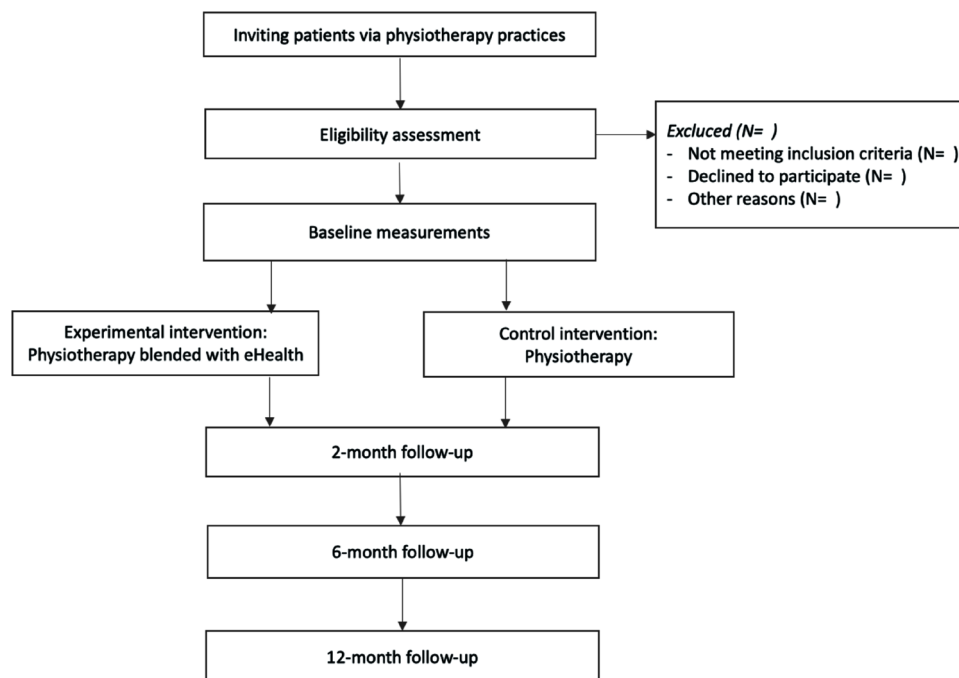 Inviting patients via physiotherapy practices
Eligibility assessment
Excluded (N= )
- Not meeting inclusion criteria (N= )
- Declined to participate (N= )
- Other reasons (N= )
Baseline measurements
Experimental intervention:
Physiotherapy blended with eHealth
Control intervention:
Physiotherapy
2-month follow-up
6-month follow-up
12-month follow-up